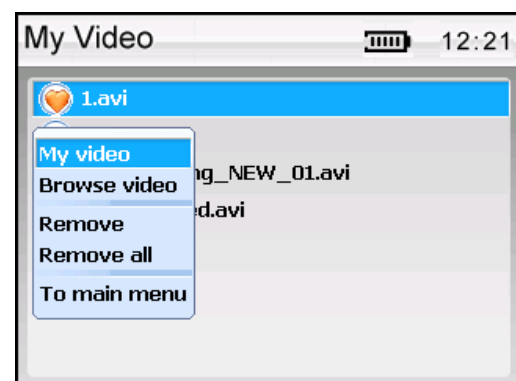 My Video 12:21
1.avi
My video
ng_NEW_01.avi
Browse video
ed.avi
Remove
Remove all
To main menu